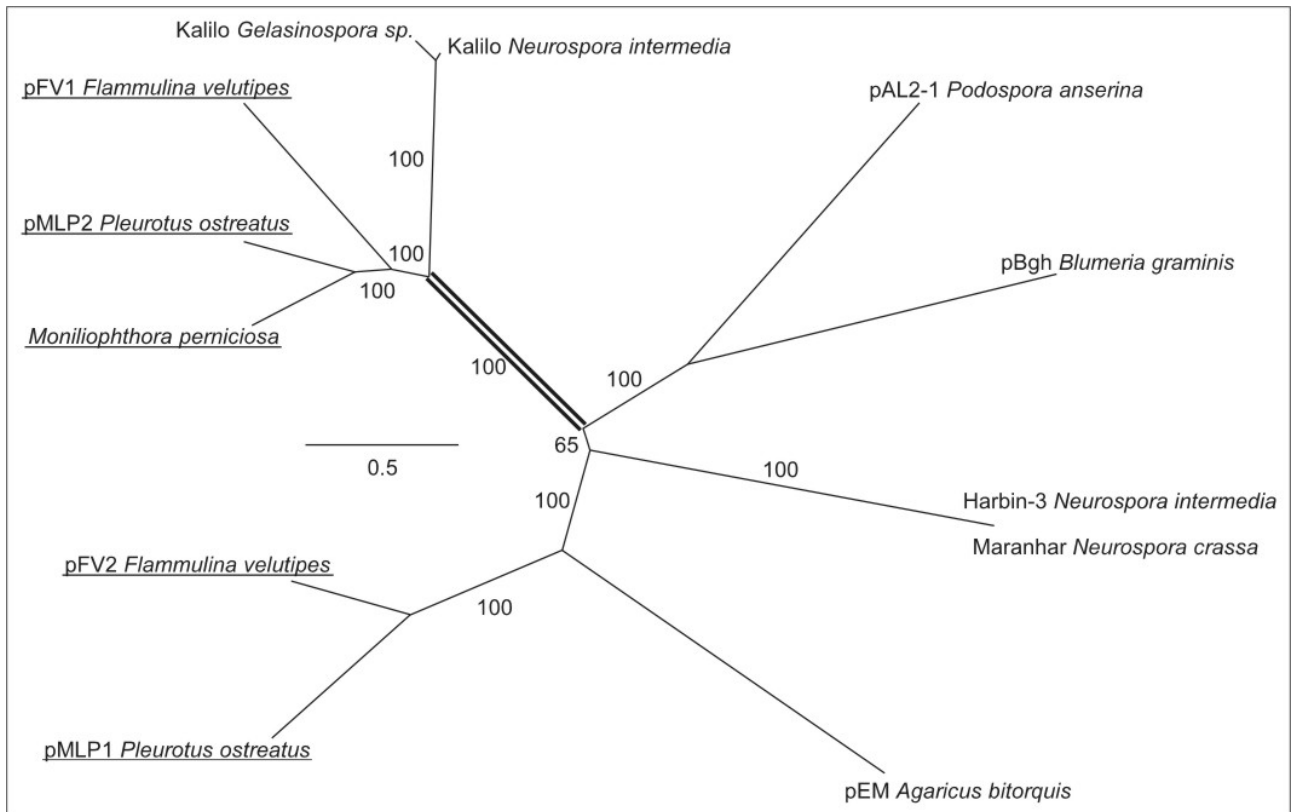 Kalilo Gelasinospora sp.
Kalilo Neurospora intermedia
pFV1 Flammulina velutipes
pAL2-1 Podospora anserina
100
pMLP2 Pleurotus ostreatus
100
pBgh Blumeria graminis
100
Moniliophthora perniciosa
100
100
65
0.5
100
100
Harbin-3 Neurospora intermedia
Maranhar Neurospora crassa
pFV2 Flammulina velutipes
100
pMLP1 Pleurotus ostreatus
pEM Agaricus bitorquis